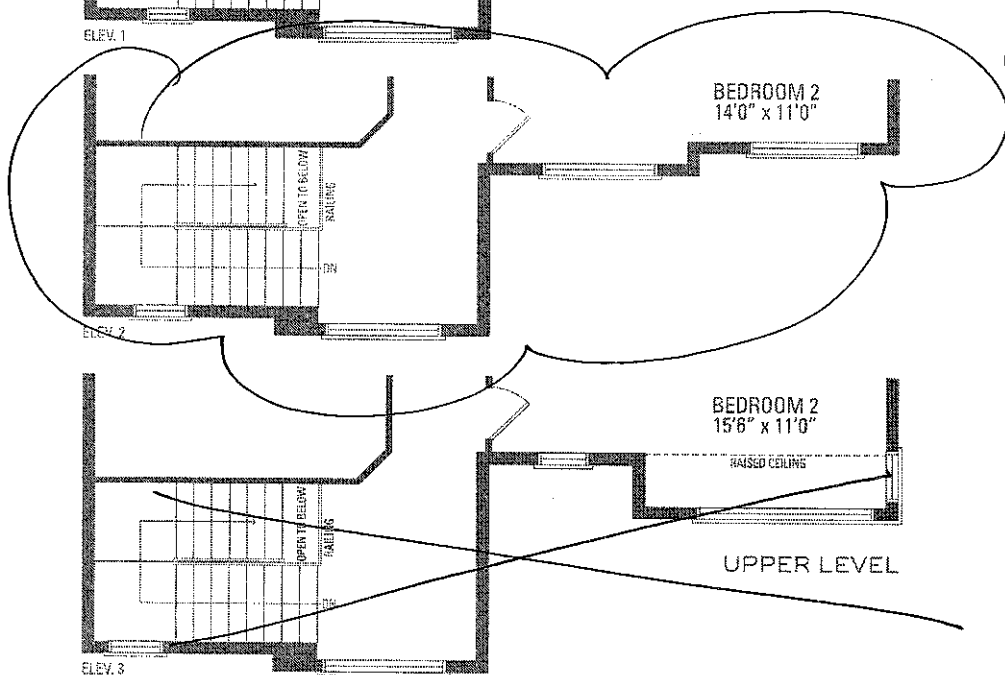 ELEV. 1
BEDROOM 2
14'0" x 11'0"
OPEN TO BELOW
RAILING
DN
ELEV. 2
BEDROOM 2
15'6" x 11'0"
RAISED CEILING
OPEN TO BELOW
RAILING
DN
UPPER LEVEL
ELEV. 3